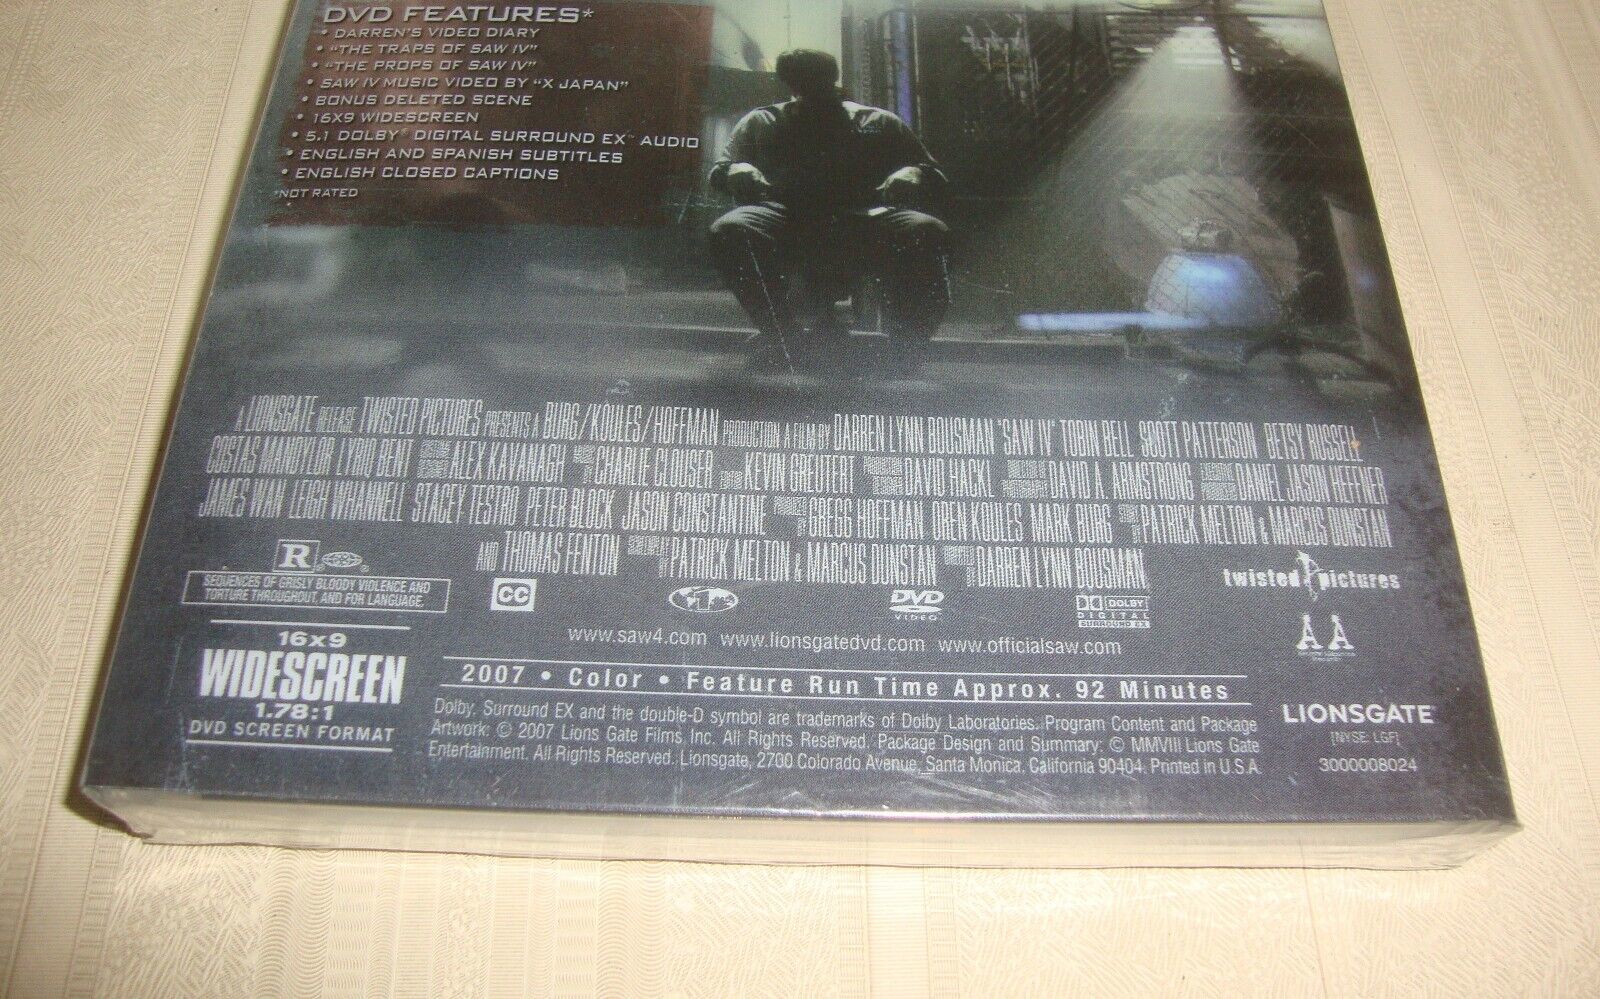 DVD FEATURES*
• DARREN'S VIDEO DIARY
• "THE TRAPS OF SAW IV"
• "THE PROPS OF SAW IV"
• SAW IV MUSIC VIDEO BY "X JAPAN"
• BONUS DELETED SCENE
• 16X9 WIDESCREEN
• 5.1 DOLBY® DIGITAL SURROUND EX™ AUDIO
• ENGLISH AND SPANISH SUBTITLES
• ENGLISH CLOSED CAPTIONS
*NOT RATED
A LIONSGATE RELEASE TWISTED PICTURES PRESENTS A BURG/KOULES/HOFFMAN PRODUCTION A FILM BY DARREN LYNN BOUSMAN "SAW IV" TOBIN BELL SCOTT PATTERSON BETSY RUSSELL
COSTAS MANDYLOR LYRIQ BENT ALEX KAVANAGH CHARLIE CLOUSER KEVIN GREUTERT DAVID HACKL DAVID A. ARMSTRONG DANIEL JASON HEFFNER
JAMES WAN LEIGH WHANNELL STACEY TESTRO PETER BLOCK JASON CONSTANTINE GREGG HOFFMAN OREN KOULES MARK BURG PATRICK MELTON & MARCUS DUNSTAN
AND THOMAS FENTON PATRICK MELTON & MARCUS DUNSTAN DARREN LYNN BOUSMAN
R
SEQUENCES OF GRISLY BLOODY VIOLENCE AND
TORTURE THROUGHOUT, AND FOR LANGUAGE.
CC
DVD
VIDEO
DOLBY
DIGITAL
SURROUND EX
twisted pictures
www.saw4.com www.lionsgatedvd.com www.officialsaw.com
16x9
WIDESCREEN
1.78:1
DVD SCREEN FORMAT
2007 • Color • Feature Run Time Approx. 92 Minutes
Dolby, Surround EX and the double-D symbol are trademarks of Dolby Laboratories. Program Content and Package
Artwork: © 2007 Lions Gate Films Inc. All Rights Reserved. Package Design and Summary: © MMVIII Lions Gate
Entertainment. All Rights Reserved. Lionsgate, 2700 Colorado Avenue, Santa Monica, California 90404. Printed in U.S.A.
LIONSGATE®
[NYSE: LGF]
3000008024